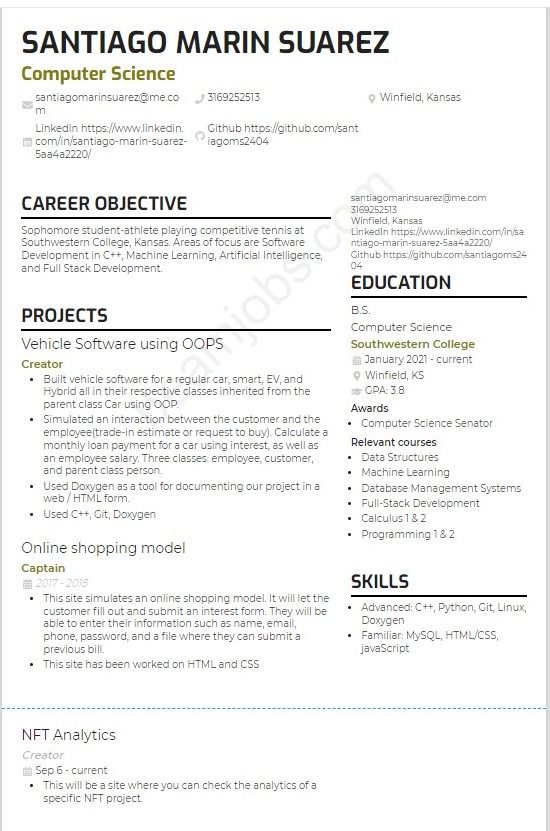 SANTIAGO MARIN SUAREZ
Computer Science
santiagomarinsuarez@me.co
m
3169252513
Winfield, Kansas
LinkedIn https://www.linkedin.
com/in/santiago-marin-suarez-
5aa4a2220/
Github https://github.com/sant
iagoms2404
CAREER OBJECTIVE
Sophomore student-athlete playing competitive tennis at
Southwestern College, Kansas. Areas of focus are Software
Development in C++, Machine Learning, Artificial Intelligence,
and Full Stack Development.
PROJECTS
Vehicle Software using OOPS
Creator
• Built vehicle software for a regular car, smart, EV, and
Hybrid all in their respective classes inherited from the
parent class Car using OOP.
• Simulated an interaction between the customer and the
employee(trade-in estimate or request to buy). Calculate a
monthly loan payment for a car using interest, as well as
an employee salary. Three classes: employee, customer,
and parent class person.
• Used Doxygen as a tool for documenting our project in a
web / HTML form.
• Used C++, Git, Doxygen
Online shopping model
Captain
2017 - 2018
• This site simulates an online shopping model. It will let the
customer fill out and submit an interest form. They will be
able to enter their information such as name, email,
phone, password, and a file where they can submit a
previous bill.
• This site has been worked on HTML and CSS
NFT Analytics
Creator
Sep 6 - current
• This will be a site where you can check the analytics of a
specific NFT project.
santiagomarinsuarez@me.com
3169252513
Winfield, Kansas
LinkedIn https://www.linkedin.com/in/sa
ntiago-marin-suarez-5aa4a2220/
Github https://github.com/santiagoms24
04
EDUCATION
B.S.
Computer Science
Southwestern College
January 2021 - current
Winfield, KS
GPA: 3.8
Awards
• Computer Science Senator
Relevant courses
• Data Structures
• Machine Learning
• Database Management Systems
• Full-Stack Development
• Calculus 1 & 2
• Programming 1 & 2
SKILLS
• Advanced: C++, Python, Git, Linux,
Doxygen
• Familiar: MySQL, HTML/CSS,
javaScript